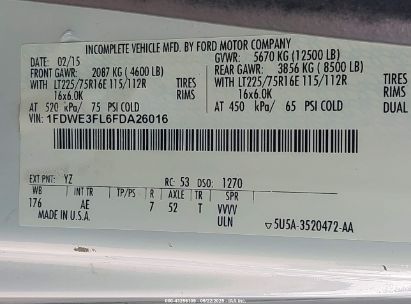 INCOMPLETE VEHICLE MFD. BY FORD MOTOR COMPANY
DATE: 02/15 GVWR: 5670 KG (12500 LB)
FRONT GAWR: 2087 KG (4600 LB) REAR GAWR: 3856 KG (8500 LB)
WITH LT225/75R16E 115/112R TIRES WITH LT225/75R16E 115/112R TIRES
16x6.0K RIMS 16x6.0K RIMS
AT 520 kPa/ 75 PSI COLD AT 450 kPa/ 65 PSI COLD DUAL
VIN: 1FDWE3FL6FDA26016
EXT PNT: YZ RC: 53 DSO: 1270
WB INT TR TP/PS R AXLE TR SPR
176 AE 7 52 T VVVV
MADE IN U.S.A. ULN
5U5A-3520472-AA